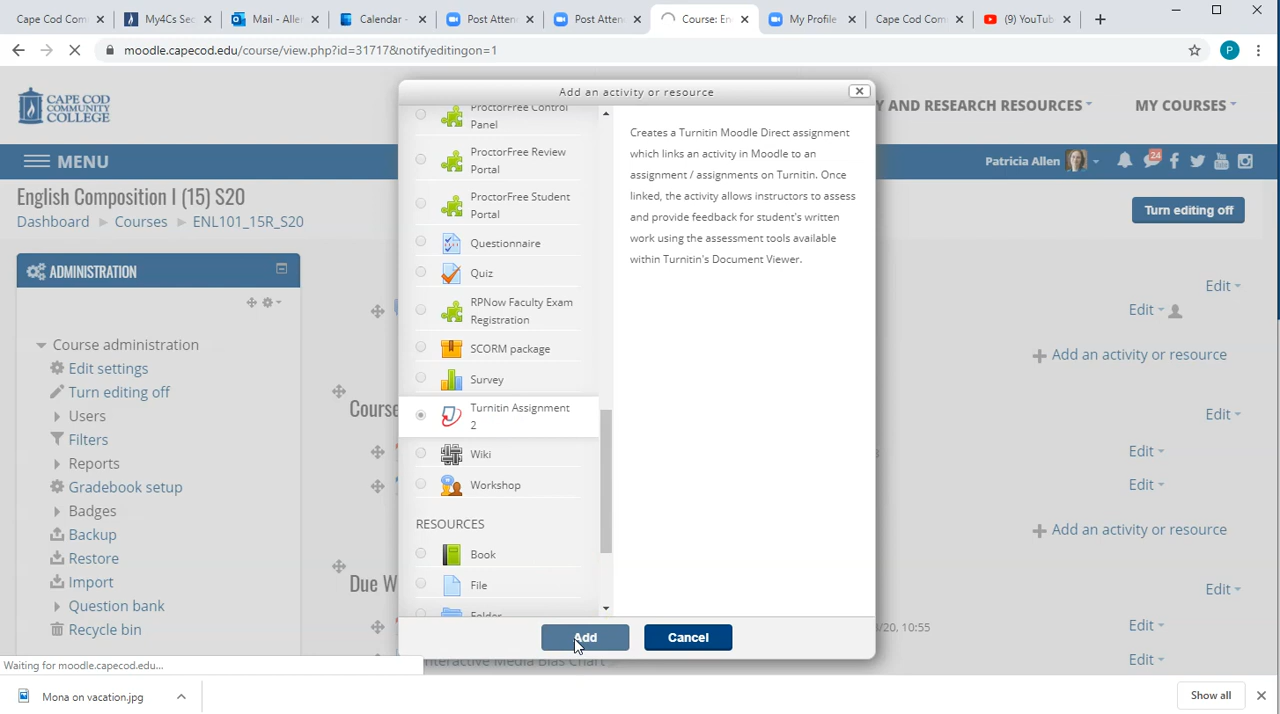 Cape Cod Com
My4Cs Sec
Mail - Alle
Calendar -
Post Atten
Post Atten
Course: En
My Profile
Cape Cod Com
(9) YouTub
moodle.capecod.edu/course/view.php?id=31717&notifyeditingon=1
P
CAPE COD
COMMUNITY
COLLEGE
Y AND RESEARCH RESOURCES
MY COURSES
MENU
Patricia Allen
24
English Composition I (15) S20
Dashboard
Courses
ENL101_15R_S20
Turn editing off
ADMINISTRATION
Course administration
Edit settings
Turn editing off
Users
Filters
Reports
Gradebook setup
Badges
Backup
Restore
Import
Question bank
Recycle bin
Add an activity or resource
ProctorFree Control
Panel
ProctorFree Review
Portal
ProctorFree Student
Portal
Questionnaire
Quiz
RPNow Faculty Exam
Registration
SCORM package
Survey
Turnitin Assignment
2
Wiki
Workshop
RESOURCES
Book
File
Folder
Creates a Turnitin Moodle Direct assignment
which links an activity in Moodle to an
assignment / assignments on Turnitin. Once
linked, the activity allows instructors to assess
and provide feedback for student's written
work using the assessment tools available
within Turnitin's Document Viewer.
Add
Cancel
Edit
Edit
Add an activity or resource
Course
Edit
8
Edit
Edit
Add an activity or resource
Due W
Edit
/20, 10:55
Edit
Interactive Media Bias Chart
Edit
Waiting for moodle.capecod.edu...
Mona on vacation.jpg
Show all